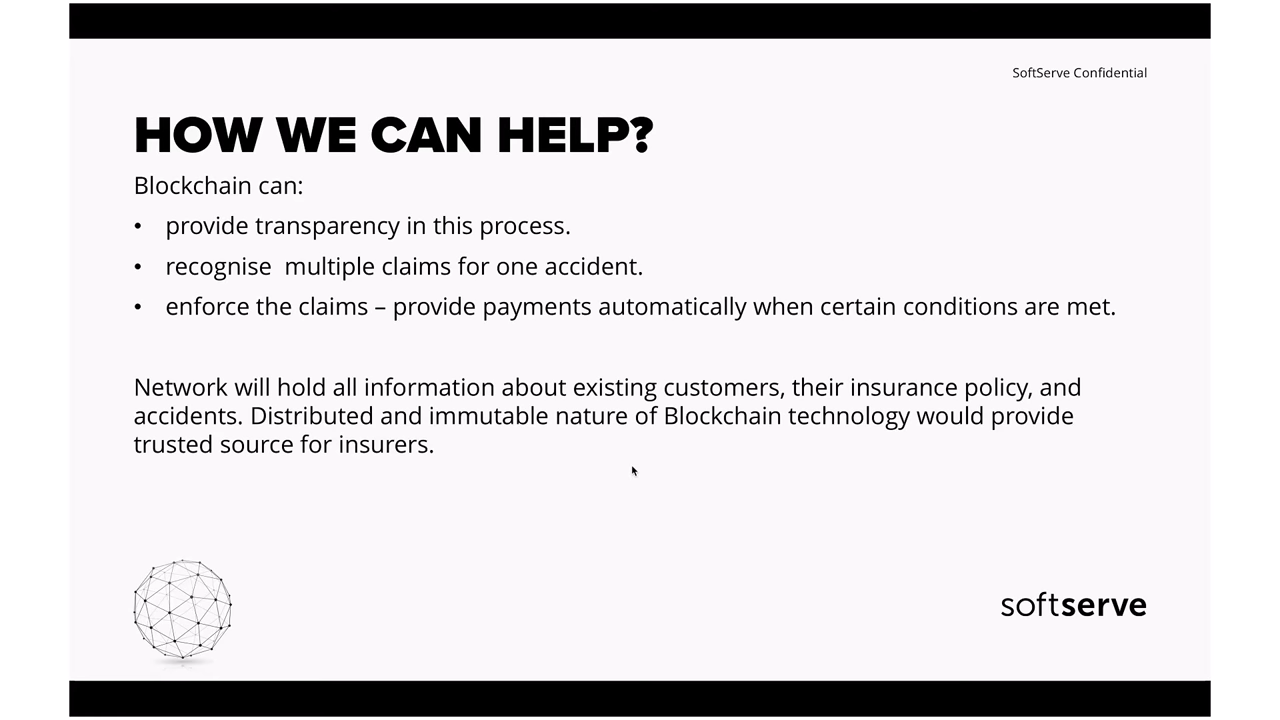 SoftServe Confidential
HOW WE CAN HELP?
Blockchain can:
• provide transparency in this process.
• recognise  multiple claims for one accident.
• enforce the claims – provide payments automatically when certain conditions are met.
Network will hold all information about existing customers, their insurance policy, and
accidents. Distributed and immutable nature of Blockchain technology would provide
trusted source for insurers.
softserve